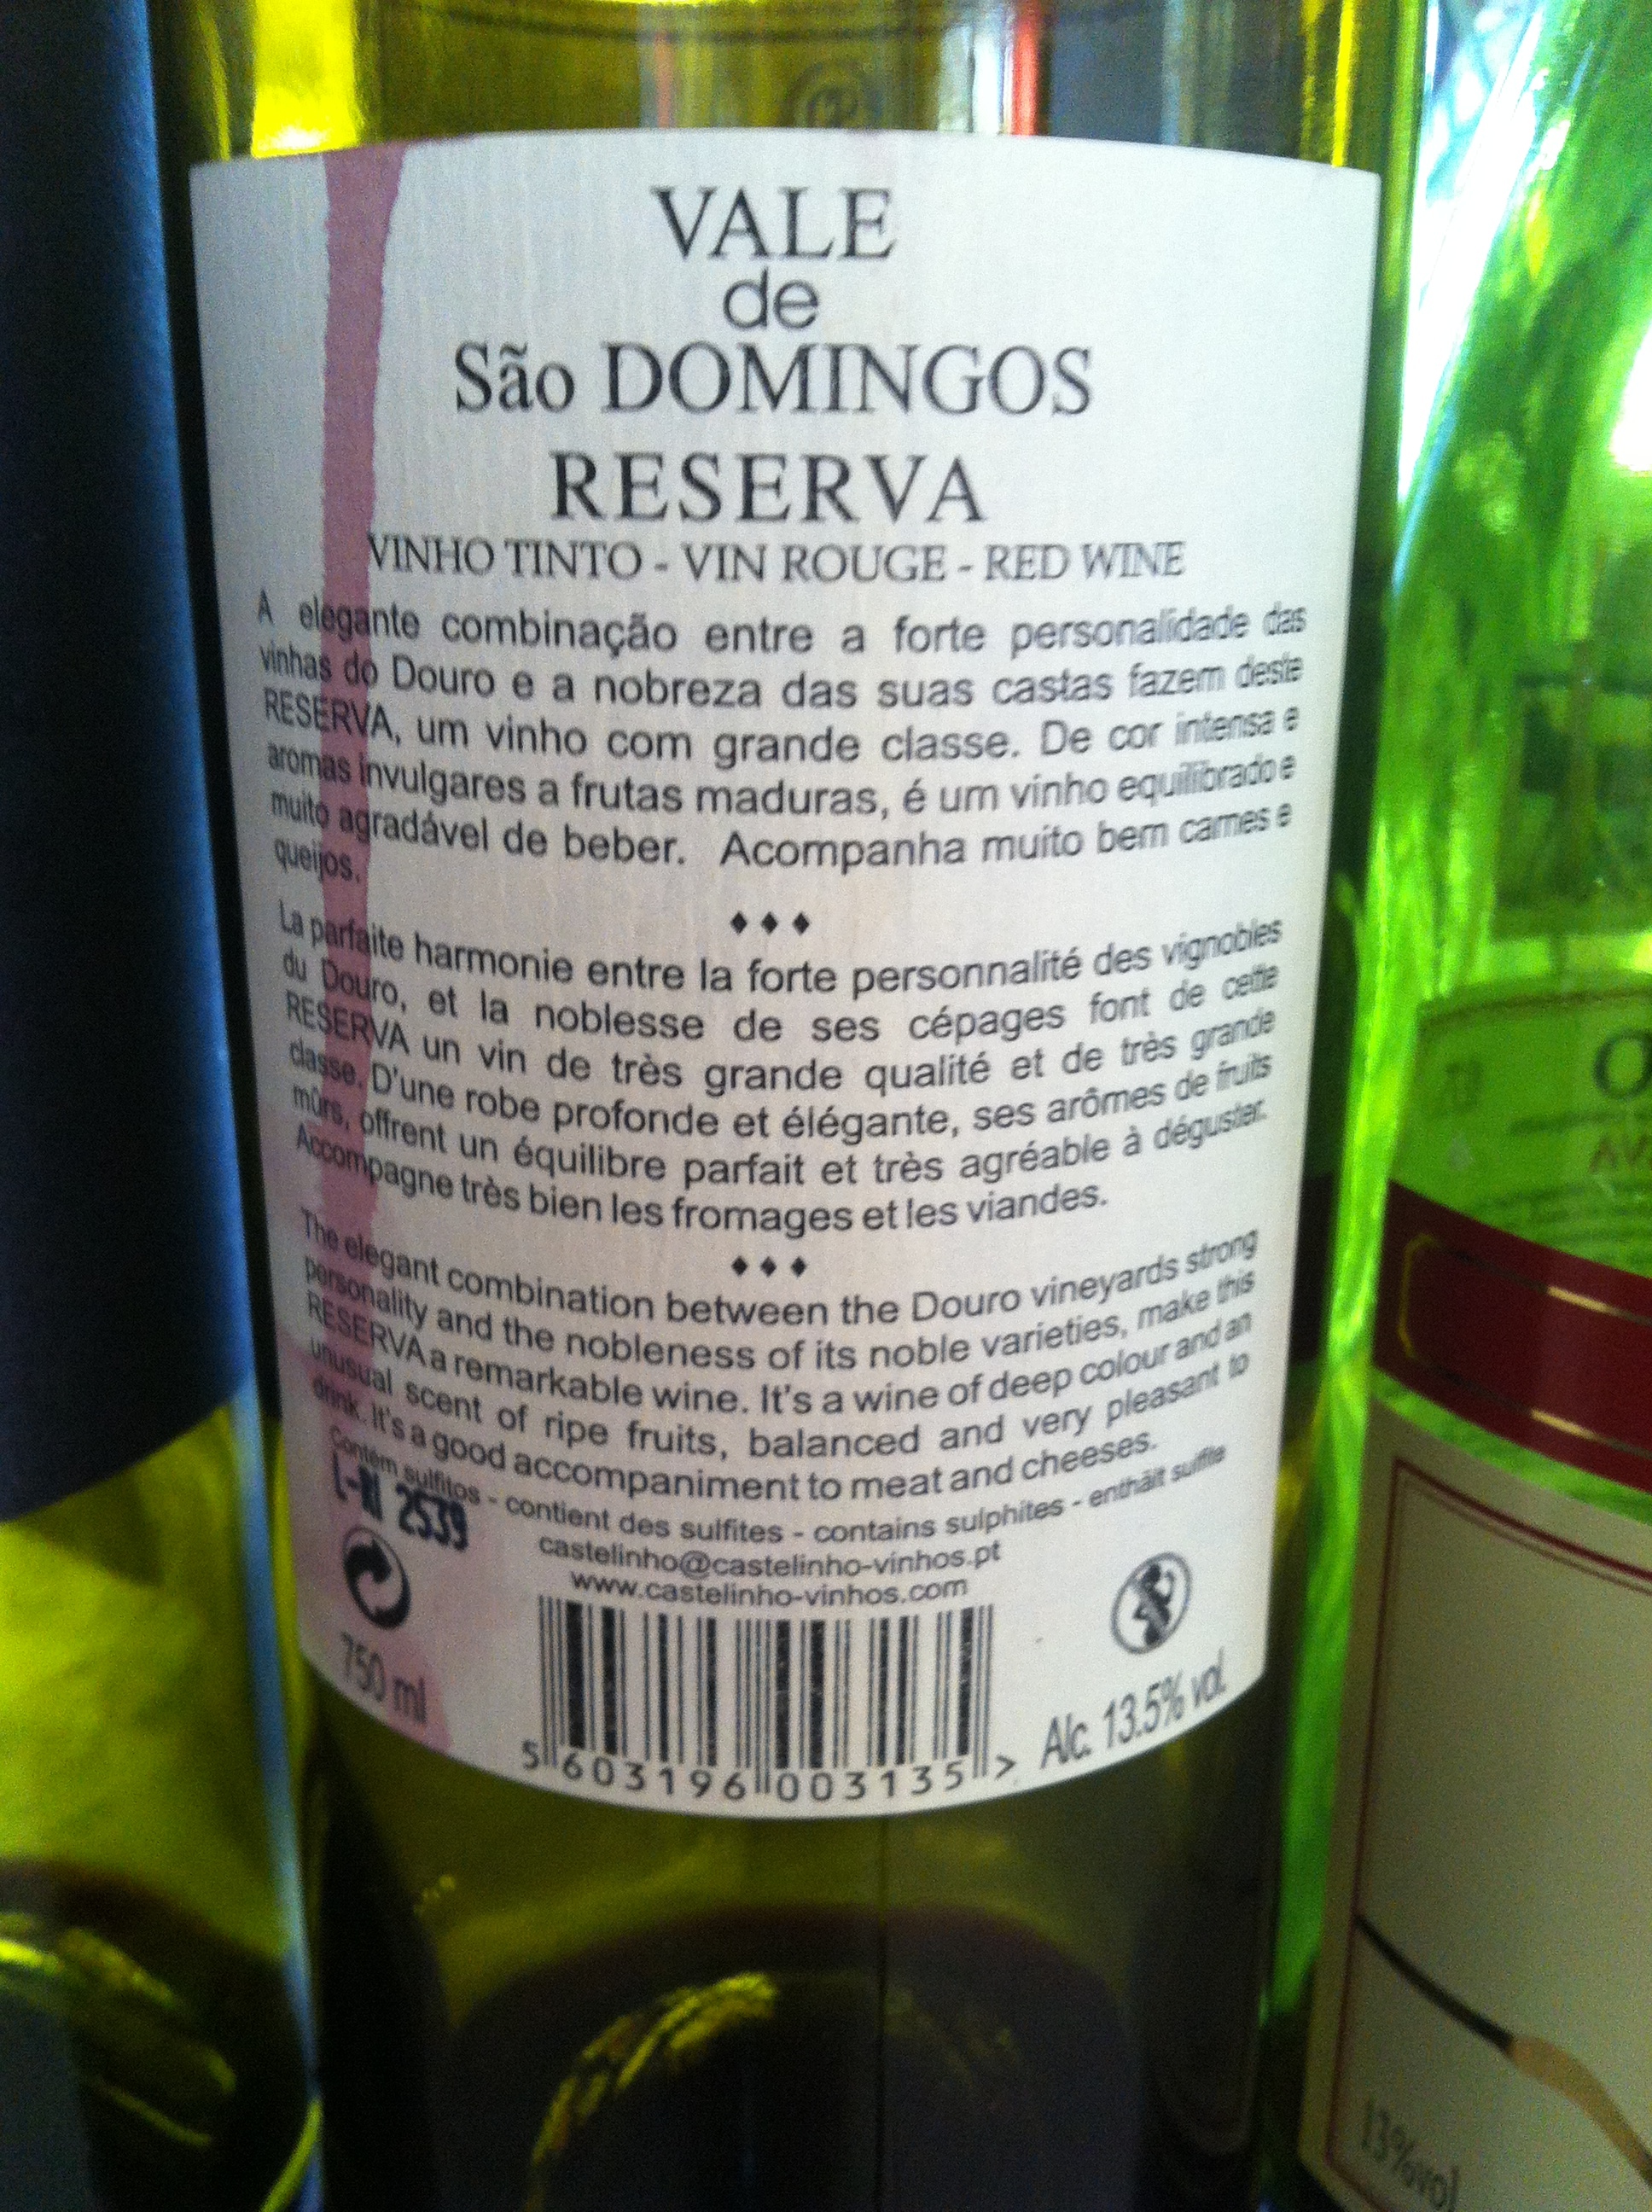 VALE
de
São DOMINGOS
RESERVA
VINHO TINTO - VIN ROUGE - RED WINE
A elegante combinação entre a forte personalidade das
vinhas do Douro e a nobreza das suas castas fazem deste
RESERVA, um vinho com grande classe. De cor intensa e
aromas invulgares a frutas maduras, é um vinho equilibrado e
muito agradável de beber. Acompanha muito bem carnes e
queijos.
♦♦♦
La parfaite harmonie entre la forte personnalité des vignobles
du Douro, et la noblesse de ses cépages font de cette
RESERVA un vin de très grande qualité et de très grande
classe. D'une robe profonde et élégante, ses arômes de fruits
mûrs, offrent un équilibre parfait et très agréable à déguster.
Accompagne très bien les fromages et les viandes.
♦♦♦
The elegant combination between the Douro vineyards strong
personality and the nobleness of its noble varieties, make this
RESERVA a remarkable wine. It's a wine of deep colour and an
unusual scent of ripe fruits, balanced and very pleasant to
drink. It's a good accompaniment to meat and cheeses.
Contém sulfitos - contient des sulfites - contains sulphites - enthält sulfite
L-RI 2539
castelinho@castelinho-vinhos.pt
www.castelinho-vinhos.com
750 ml
Alc. 13.5% vol.
5 603196 003135 >
13%vol